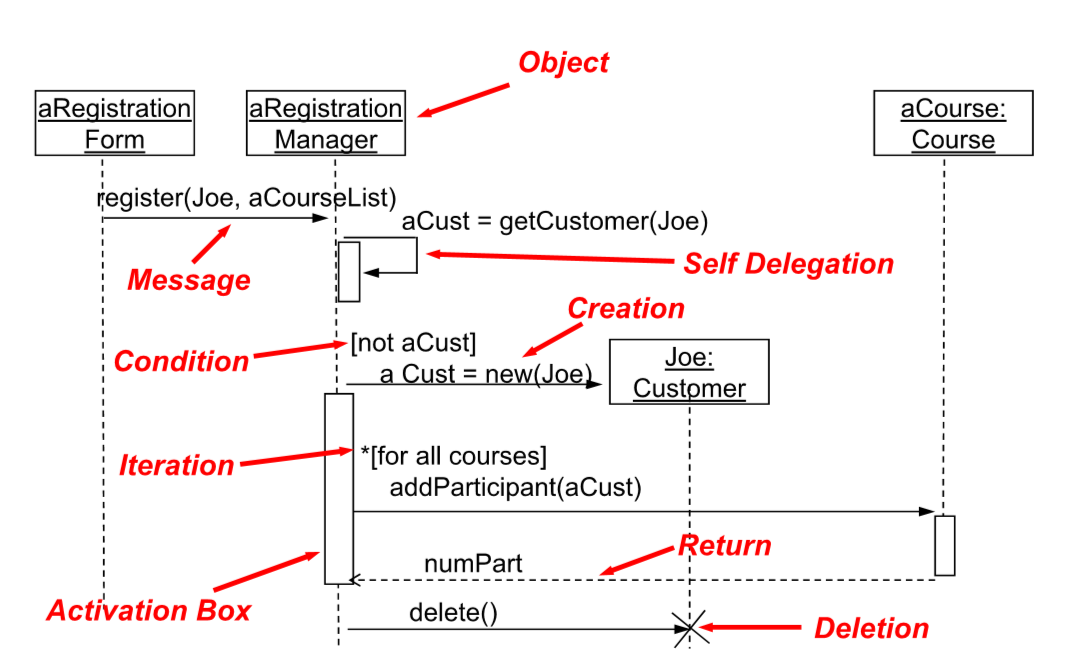 Object
aRegistration
Form
aRegistration
Manager
aCourse:
Course
register(Joe, aCourseList)
aCust = getCustomer(Joe)
Message
Self Delegation
Creation
Condition
[not aCust]
a Cust = new(Joe)
Joe:
Customer
Iteration
*[for all courses]
addParticipant(aCust)
Return
numPart
Activation Box
delete()
Deletion